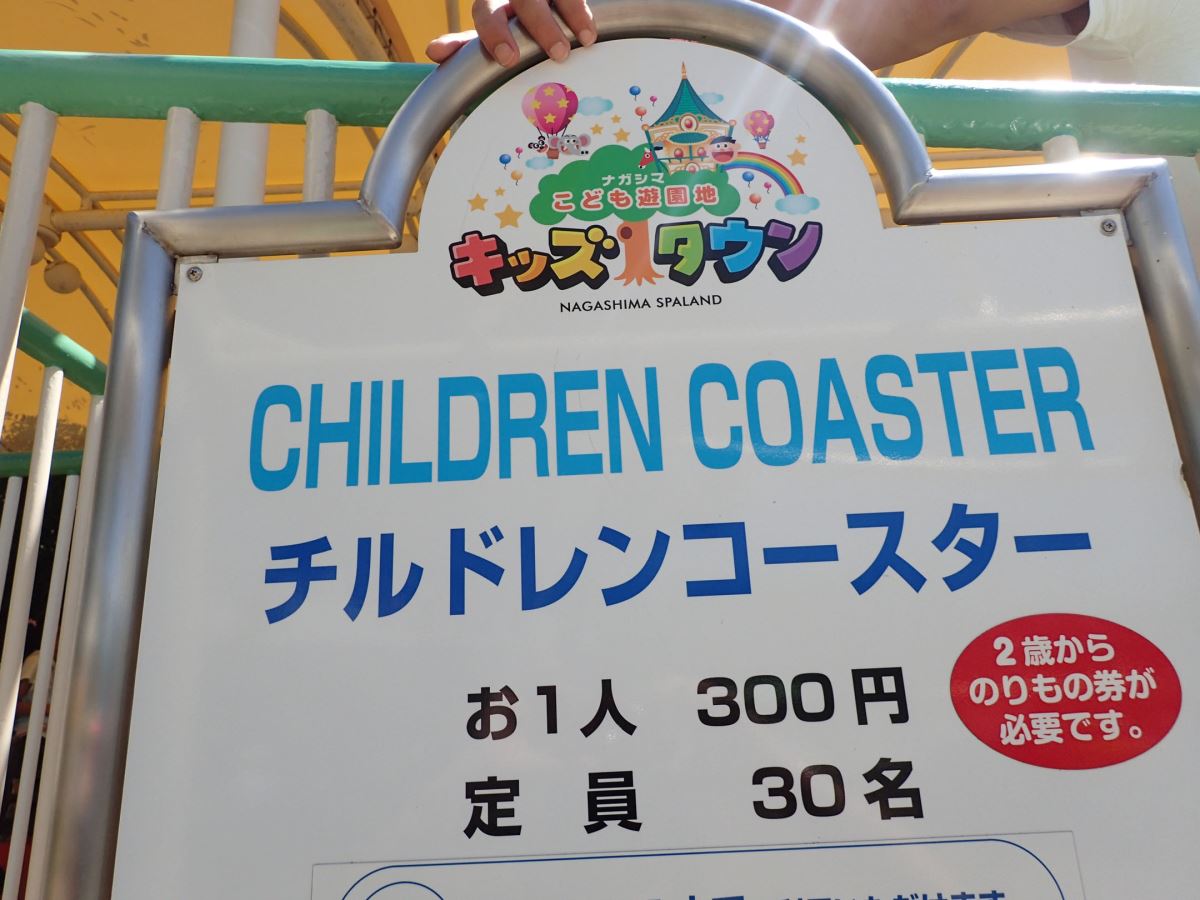 ナガシマ
こども遊園地
キッズタウン
NAGASHIMA SPALAND
CHILDREN COASTER
チルドレンコースター
お1人 300円
2歳から
のりもの券が
必要です。
定員 30名